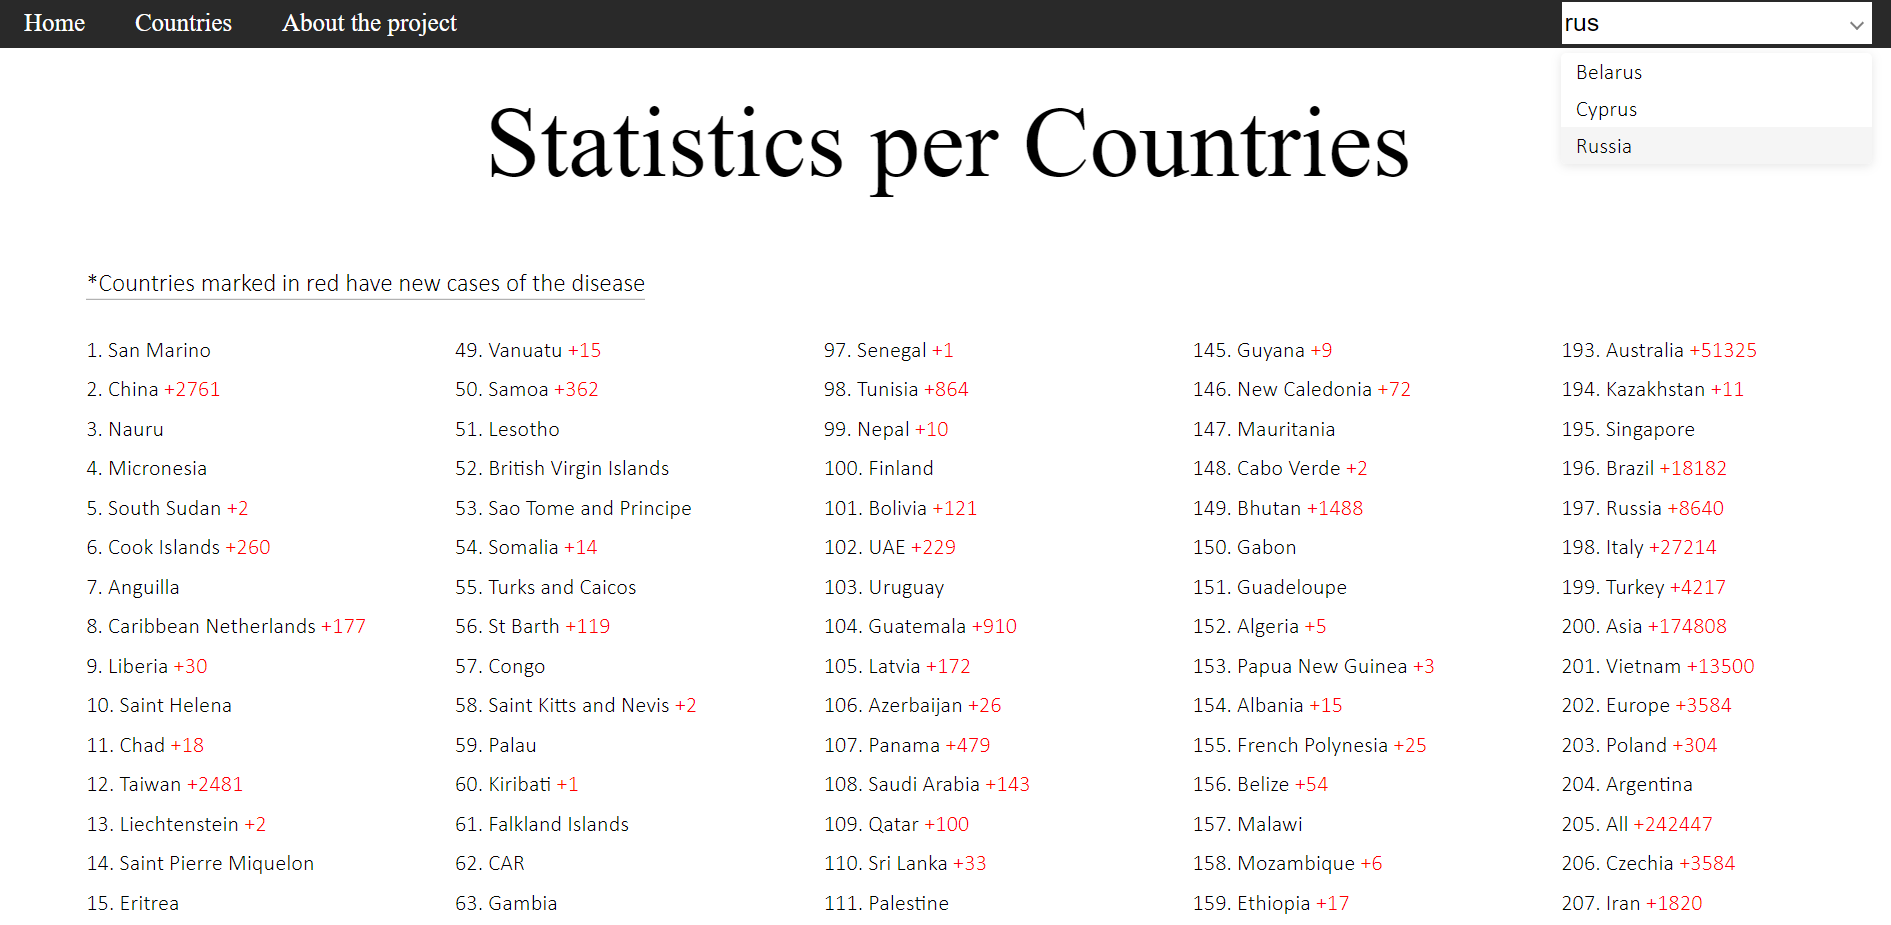 Home Countries About the project rus
Belarus
Cyprus
Russia
Statistics per Countries
*Countries marked in red have new cases of the disease
1. San Marino
2. China +2761
3. Nauru
4. Micronesia
5. South Sudan +2
6. Cook Islands +260
7. Anguilla
8. Caribbean Netherlands +177
9. Liberia +30
10. Saint Helena
11. Chad +18
12. Taiwan +2481
13. Liechtenstein +2
14. Saint Pierre Miquelon
15. Eritrea
49. Vanuatu +15
50. Samoa +362
51. Lesotho
52. British Virgin Islands
53. Sao Tome and Principe
54. Somalia +14
55. Turks and Caicos
56. St Barth +119
57. Congo
58. Saint Kitts and Nevis +2
59. Palau
60. Kiribati +1
61. Falkland Islands
62. CAR
63. Gambia
97. Senegal +1
98. Tunisia +864
99. Nepal +10
100. Finland
101. Bolivia +121
102. UAE +229
103. Uruguay
104. Guatemala +910
105. Latvia +172
106. Azerbaijan +26
107. Panama +479
108. Saudi Arabia +143
109. Qatar +100
110. Sri Lanka +33
111. Palestine
145. Guyana +9
146. New Caledonia +72
147. Mauritania
148. Cabo Verde +2
149. Bhutan +1488
150. Gabon
151. Guadeloupe
152. Algeria +5
153. Papua New Guinea +3
154. Albania +15
155. French Polynesia +25
156. Belize +54
157. Malawi
158. Mozambique +6
159. Ethiopia +17
193. Australia +51325
194. Kazakhstan +11
195. Singapore
196. Brazil +18182
197. Russia +8640
198. Italy +27214
199. Turkey +4217
200. Asia +174808
201. Vietnam +13500
202. Europe +3584
203. Poland +304
204. Argentina
205. All +242447
206. Czechia +3584
207. Iran +1820